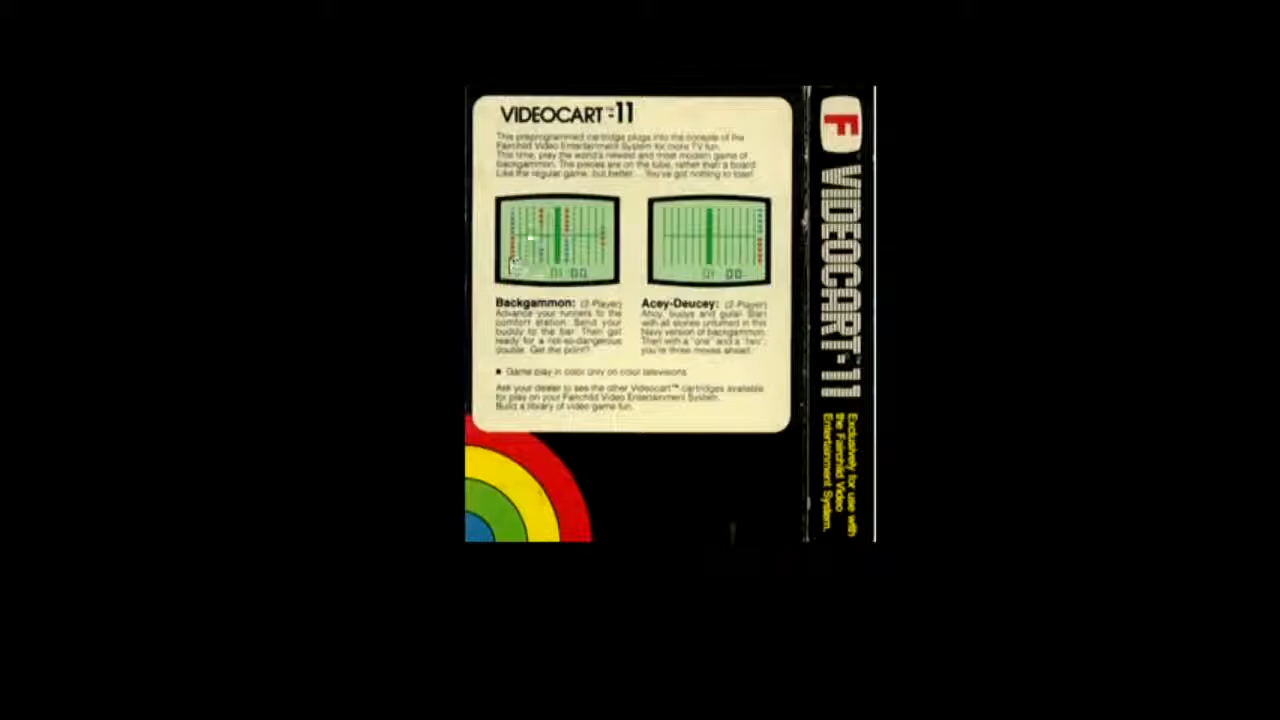 VIDEOCART™-11
This preprogrammed cartridge plugs into the console of the
Fairchild Video Entertainment System for more TV fun.
This time, play the world's newest and most modern game of
backgammon. The pieces are on the tube, rather than a board.
Like the regular game, but better... You've got nothing to lose!
01 00
01 00
Backgammon: (2-Player)
Advance your runners to the
comfort station. Send your
buddy to the bar. Then get
ready for a not-so-dangerous
double. Get the point?
Acey-Deucey: (2-Player)
Ahoy, buoys and gulls! Start
with all stones unturned in this
Navy version of backgammon.
Then with a "one" and a "two",
you're three moves ahead!
■ Game play in color only on color televisions
Ask your dealer to see the other Videocart™ cartridges available
for play on your Fairchild Video Entertainment System.
Build a library of video game fun.
F
VIDEOCART™-11
Exclusively for use with
the Fairchild Video
Entertainment System.